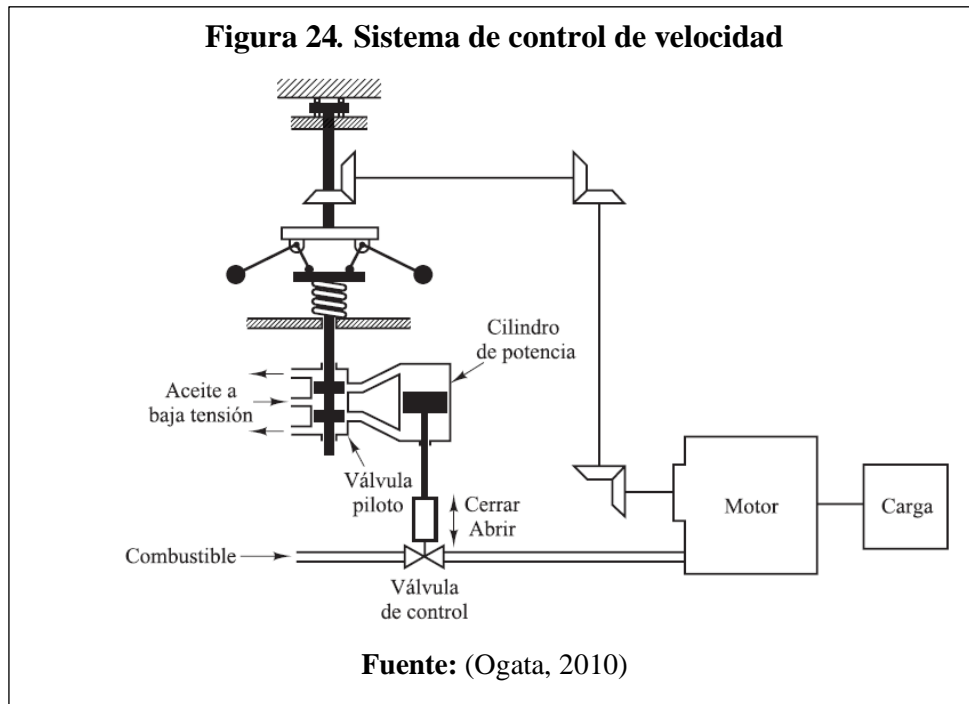 Figura 24. Sistema de control de velocidad
Cilindro
de potencia
Aceite a
baja tensión
Válvula
piloto
Cerrar
Abrir
Motor
Carga
Combustible
Válvula
de control
Fuente: (Ogata, 2010)